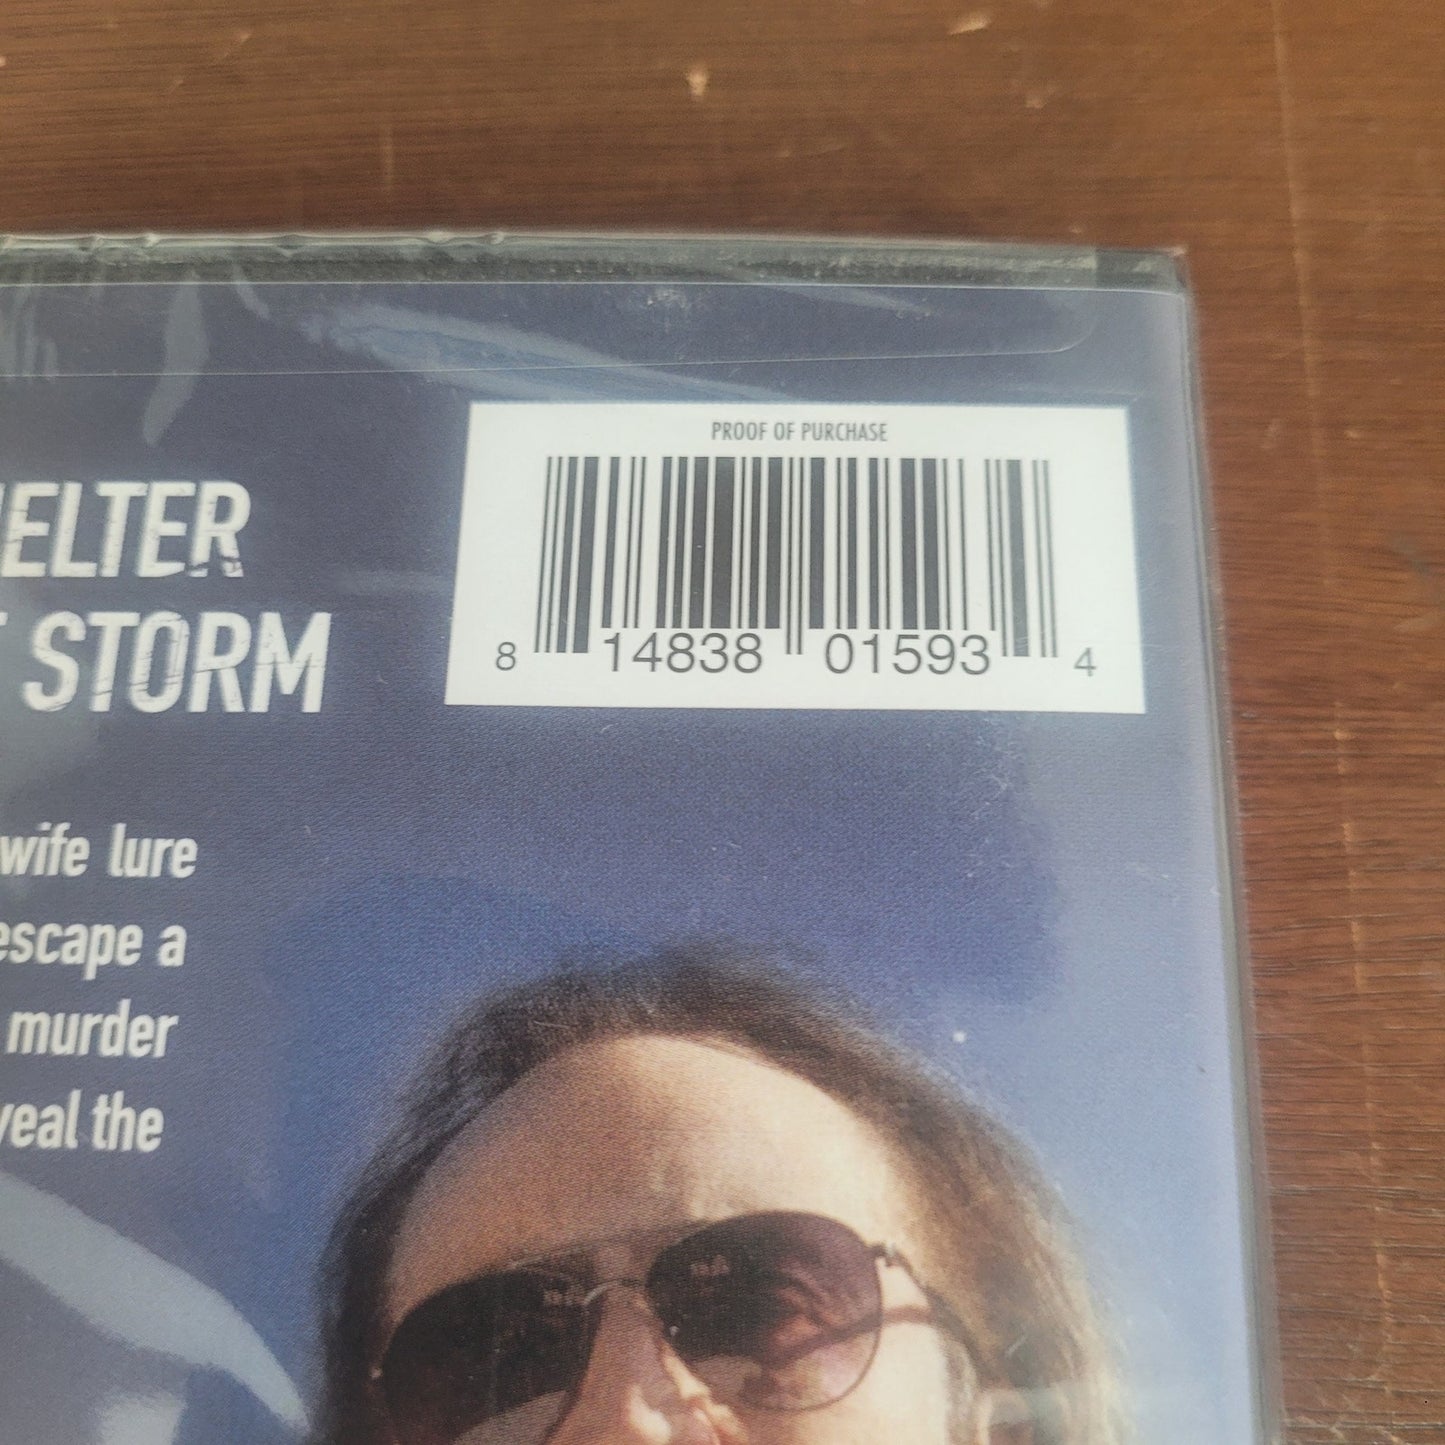 PROOF OF PURCHASE
8 14838 01593 4
ELTER
STORM
wife lure
escape a
murder
veal the